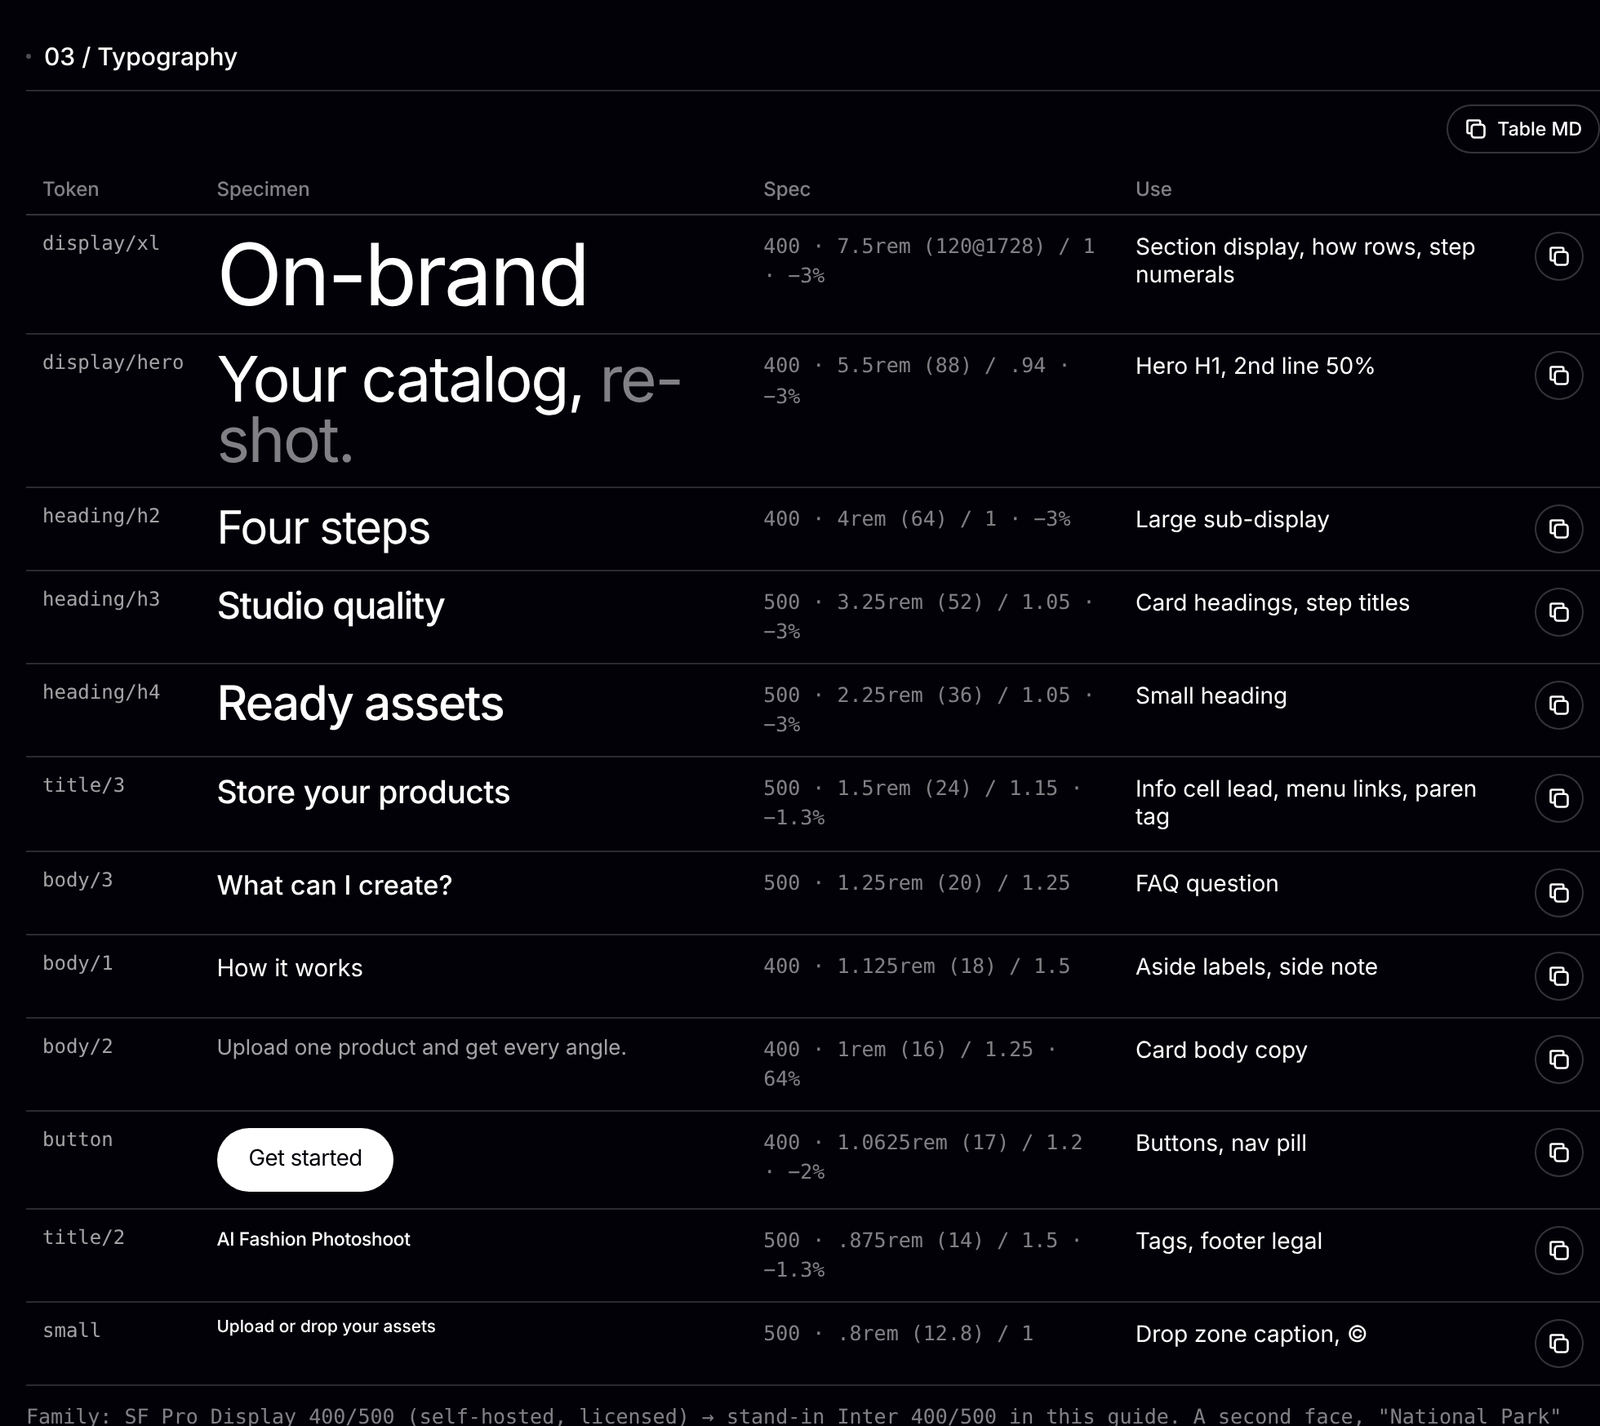 03 / Typography
Table MD
Token Specimen Spec Use
display/xl On-brand 400 · 7.5rem (120@1728) / 1 Section display, how rows, step
· −3% numerals
display/hero Your catalog, re- 400 · 5.5rem (88) / .94 · Hero H1, 2nd line 50%
shot. −3%
heading/h2 Four steps 400 · 4rem (64) / 1 · −3% Large sub-display
heading/h3 Studio quality 500 · 3.25rem (52) / 1.05 · Card headings, step titles
−3%
heading/h4 Ready assets 500 · 2.25rem (36) / 1.05 · Small heading
−3%
title/3 Store your products 500 · 1.5rem (24) / 1.15 · Info cell lead, menu links, paren
−1.3% tag
body/3 What can I create? 500 · 1.25rem (20) / 1.25 FAQ question
body/1 How it works 400 · 1.125rem (18) / 1.5 Aside labels, side note
body/2 Upload one product and get every angle. 400 · 1rem (16) / 1.25 · Card body copy
64%
button Get started 400 · 1.0625rem (17) / 1.2 Buttons, nav pill
· −2%
title/2 AI Fashion Photoshoot 500 · .875rem (14) / 1.5 · Tags, footer legal
−1.3%
small Upload or drop your assets 500 · .8rem (12.8) / 1 Drop zone caption, ©
Family: SF Pro Display 400/500 (self-hosted, licensed) → stand-in Inter 400/500 in this guide. A second face, "National Park"